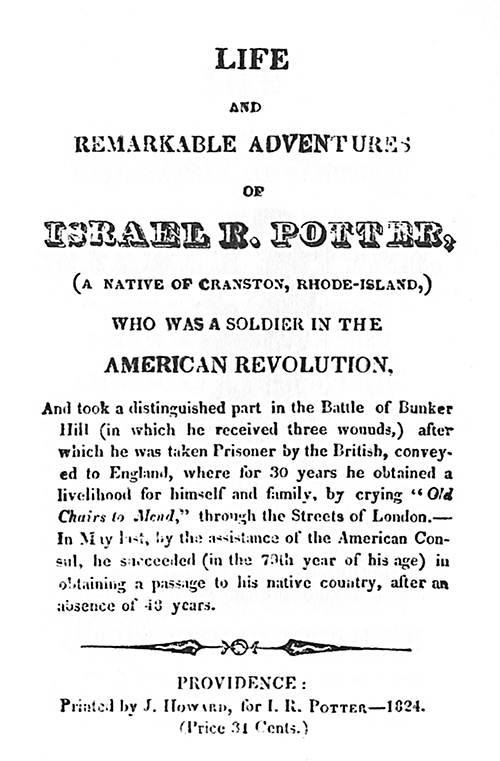 LIFE
AND
REMARKABLE ADVENTURES
OF
ISRAEL R. POTTER,
(A NATIVE OF CRANSTON, RHODE-ISLAND,)
WHO WAS A SOLDIER IN THE
AMERICAN REVOLUTION,
And took a distinguished part in the Battle of Bunker
Hill (in which he received three wounds,) after
which he was taken Prisoner by the British, convey-
ed to England, where for 30 years he obtained a
livelihood for himself and family, by crying "Old
Chairs to Mend," through the Streets of London.—
In May last, by the assistance of the American Con-
sul, he succeeded (in the 79th year of his age) in
obtaining a passage to his native country, after an
absence of 48 years.
PROVIDENCE:
Printed by J. HOWARD, for I. R. POTTER—1824.
(Price 31 Cents.)